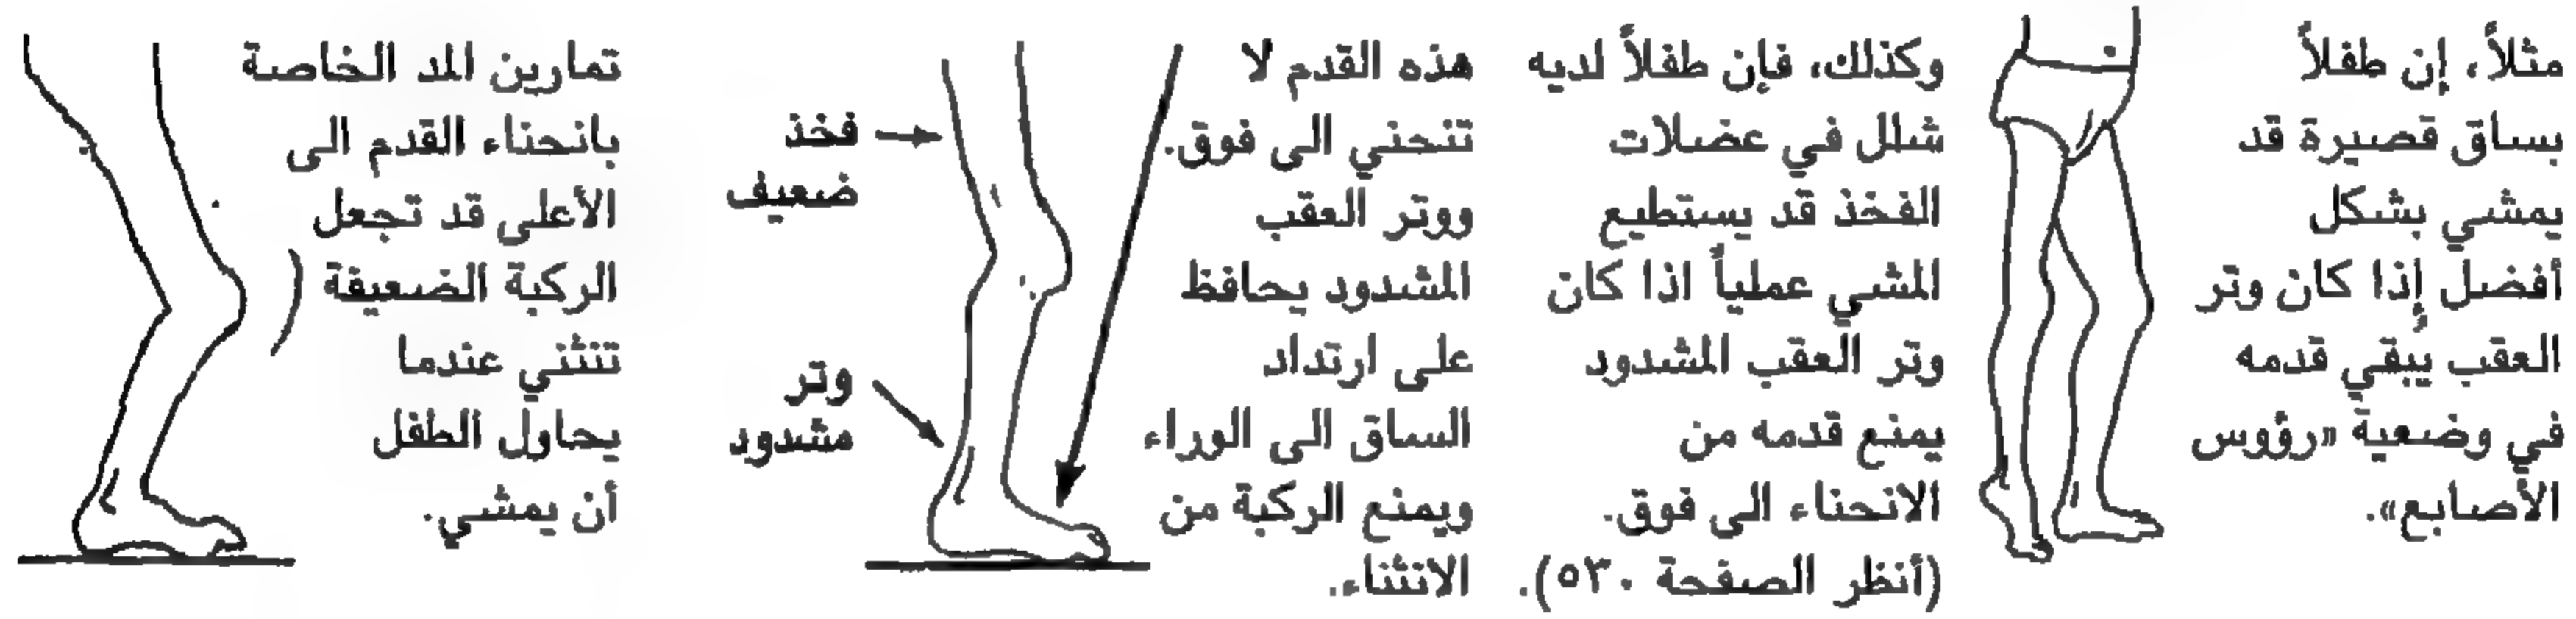 مثلاً، إن طفلاً
بساق قصيرة قد
يمشي بشكل
أفضل إذا كان وتر
العقب يُبقي قدمه
في وضعية «رؤوس
الأصابع».
وكذلك، فإن طفلاً لديه
شلل في عضلات
الفخذ قد يستطيع
المشي عملياً اذا كان
وتر العقب المشدود
يمنع قدمه من
الانحناء الى فوق.
(أنظر الصفحة ٥٣٠).
هذه القدم لا
تنحني الى فوق.
ووتر العقب
المشدود يحافظ
على ارتداد
الساق الى الوراء
ويمنع الركبة من
الانثناء.
فخذ
ضعيف
وتر
مشدود
تمارين المد الخاصة
بانحناء القدم الى
الأعلى قد تجعل
الركبة الضعيفة
تنثني عندما
يحاول الطفل
أن يمشي.